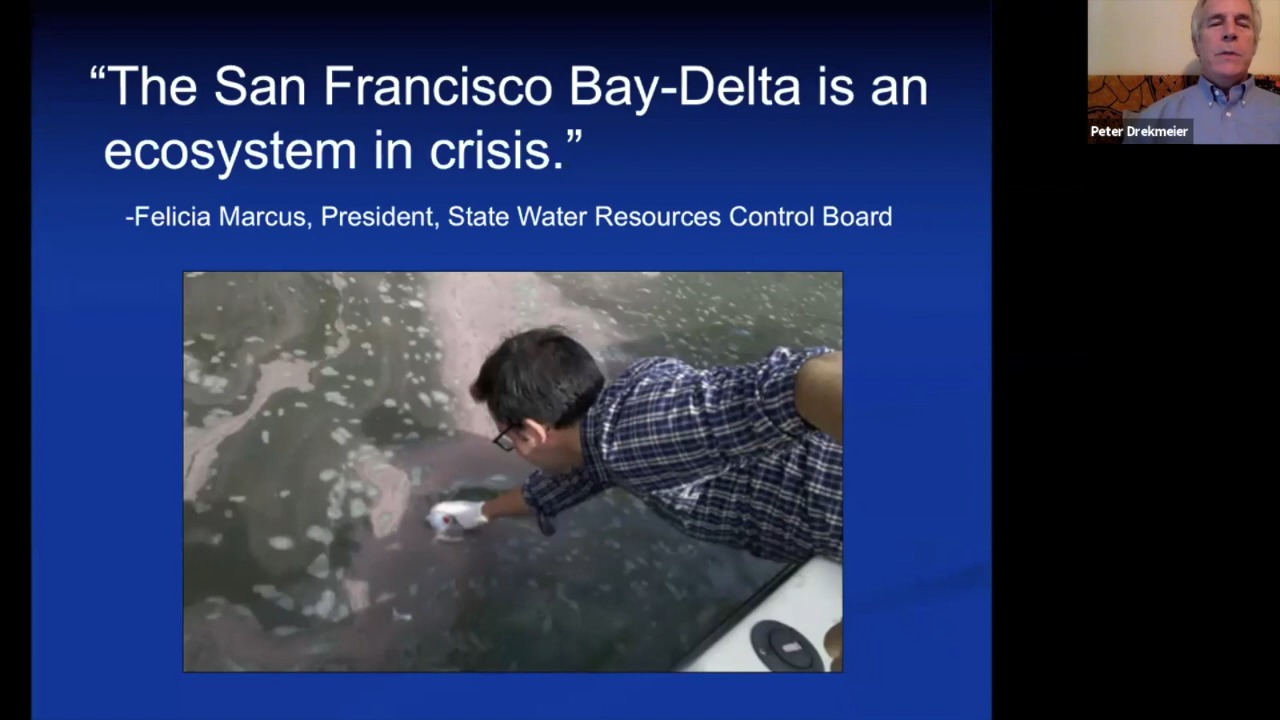 “The San Francisco Bay-Delta is an
ecosystem in crisis.”
-Felicia Marcus, President, State Water Resources Control Board
Peter Drekmeier